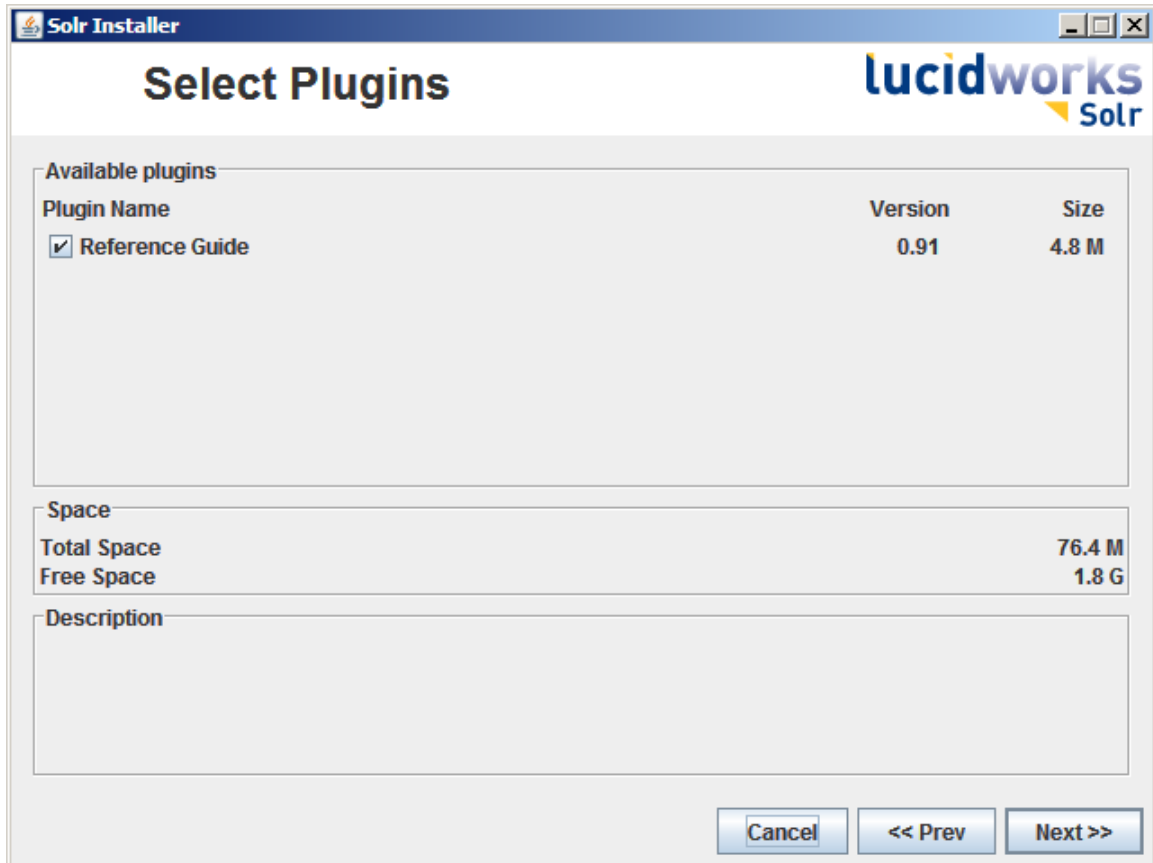 Solr Installer
Select Plugins
lucidworks
Solr
Available plugins
Plugin Name Version Size
Reference Guide 0.91 4.8 M
Space
Total Space 76.4 M
Free Space 1.8 G
Description
Cancel << Prev Next >>